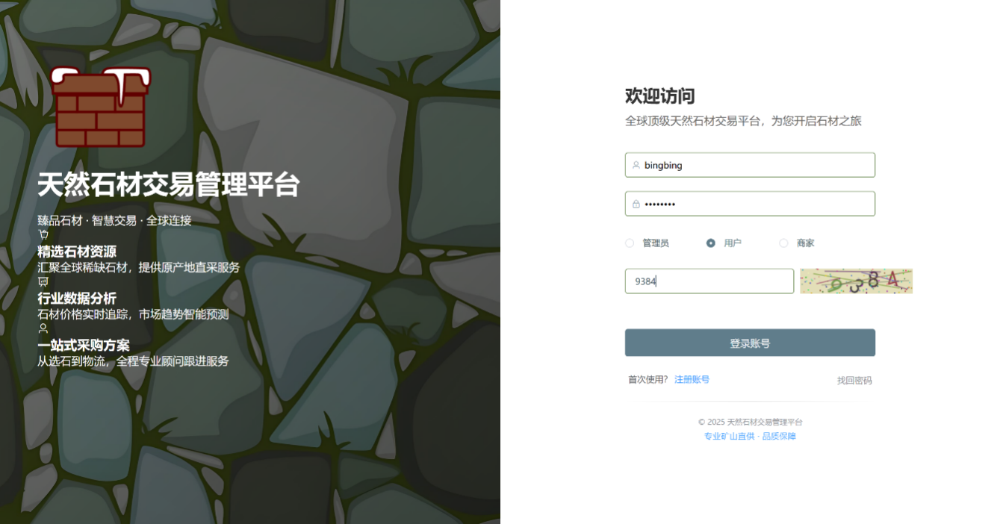 天然石材交易管理平台
臻品石材 · 智慧交易 · 全球连接
精选石材资源
汇聚全球稀缺石材，提供原产地直采服务
行业数据分析
石材价格实时追踪，市场趋势智能预测
一站式采购方案
从选石到物流，全程专业顾问跟进服务
欢迎访问
全球顶级天然石材交易平台，为您开启石材之旅
bingbing
••••••••
管理员 用户 商家
9384 9384
登录账号
首次使用？ 注册账号 找回密码
© 2025 天然石材交易管理平台
专业矿山直供 · 品质保障